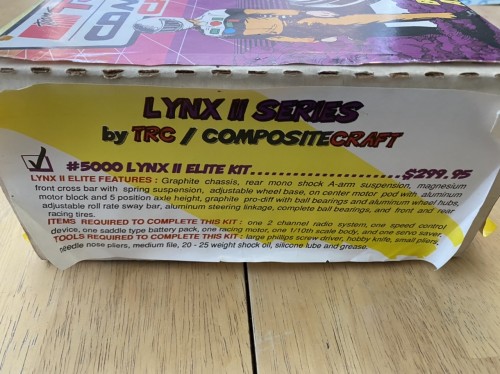 LYNX II SERIES
by TRC / COMPOSITECRAFT
#5000 LYNX II ELITE KIT........................$299.95
LYNX II ELITE FEATURES : Graphite chassis, rear mono shock A-arm suspension, magnesium
front cross bar with spring suspension, adjustable wheel base, on center motor pod with aluminum
motor block and 5 position axle height, graphite pro-diff with ball bearings and aluminum wheel hubs,
adjustable roll rate sway bar, aluminum steering linkage, complete ball bearings, and front and rear
racing tires.
ITEMS REQUIRED TO COMPLETE THIS KIT : one 2 channel radio system, one speed control
device, one saddle type battery pack, one racing motor, one 1/10th scale body, and one servo saver.
TOOLS REQUIRED TO COMPLETE THIS KIT : large phillips screw driver, hobby knife, small pliers,
needle nose pliers, medium file, 20 - 25 weight shock oil, silicone lube and grease.